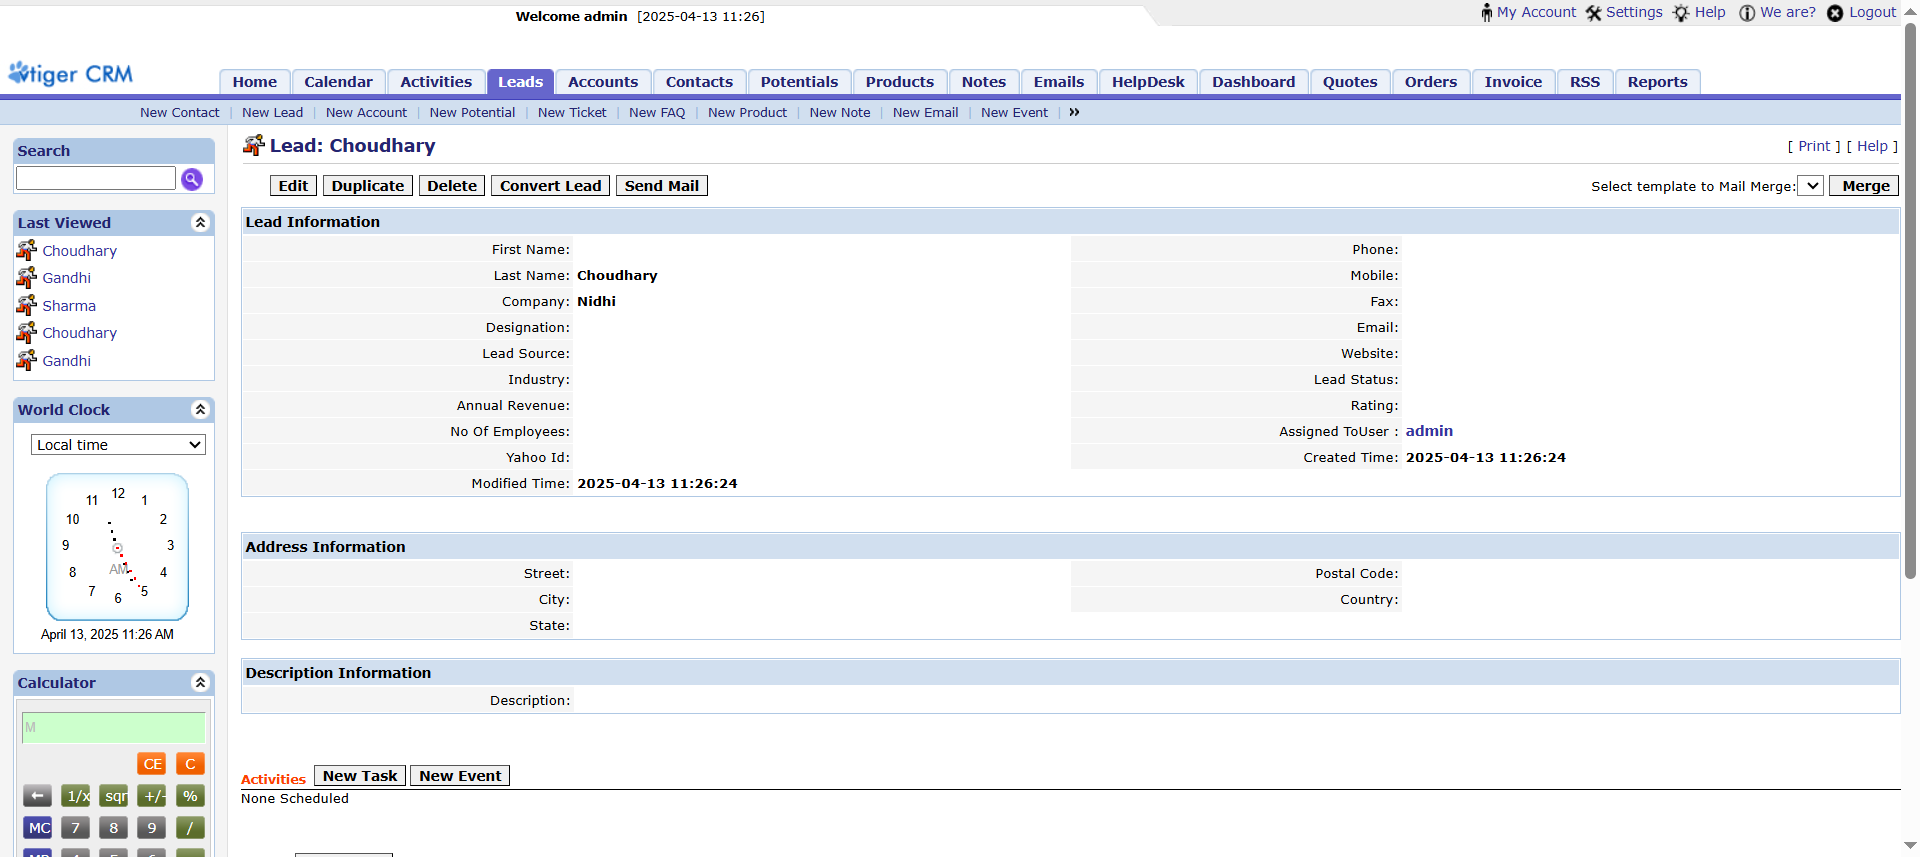 Welcome admin [2025-04-13 11:26]
My Account Settings Help We are? Logout
vtiger CRM
Home Calendar Activities Leads Accounts Contacts Potentials Products Notes Emails HelpDesk Dashboard Quotes Orders Invoice RSS Reports
New Contact | New Lead | New Account | New Potential | New Ticket | New FAQ | New Product | New Note | New Email | New Event | »
Search
Last Viewed
Choudhary
Gandhi
Sharma
Choudhary
Gandhi
World Clock
Local time
12
11 1
10 2
9 3
AM
8 4
7 5
6
April 13, 2025 11:26 AM
Calculator
M
CE C
← 1/x sqr +/- %
MC 7 8 9 /
Lead: Choudhary
[ Print ] [ Help ]
Edit Duplicate Delete Convert Lead Send Mail
Select template to Mail Merge: Merge
Lead Information
First Name: Phone:
Last Name: Choudhary Mobile:
Company: Nidhi Fax:
Designation: Email:
Lead Source: Website:
Industry: Lead Status:
Annual Revenue: Rating:
No Of Employees: Assigned ToUser : admin
Yahoo Id: Created Time: 2025-04-13 11:26:24
Modified Time: 2025-04-13 11:26:24
Address Information
Street: Postal Code:
City: Country:
State:
Description Information
Description:
Activities New Task New Event
None Scheduled